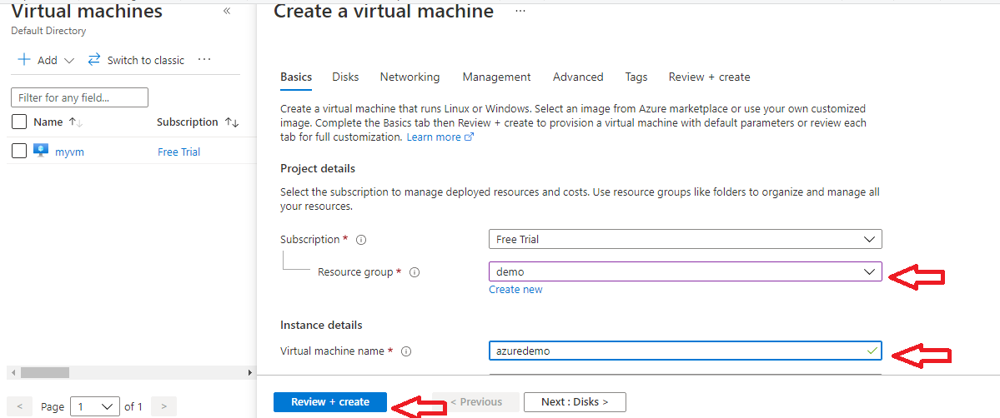 Virtual machines «
Default Directory
Add Switch to classic ...
Filter for any field...
Name ↑↓ Subscription ↑↓
myvm Free Trial
< Page 1 of 1 >
Create a virtual machine ...
Basics Disks Networking Management Advanced Tags Review + create
Create a virtual machine that runs Linux or Windows. Select an image from Azure marketplace or use your own customized
image. Complete the Basics tab then Review + create to provision a virtual machine with default parameters or review each
tab for full customization. Learn more
Project details
Select the subscription to manage deployed resources and costs. Use resource groups like folders to organize and manage all
your resources.
Subscription * Free Trial
Resource group * demo
Create new
Instance details
Virtual machine name * azuredemo
Review + create < Previous Next : Disks >